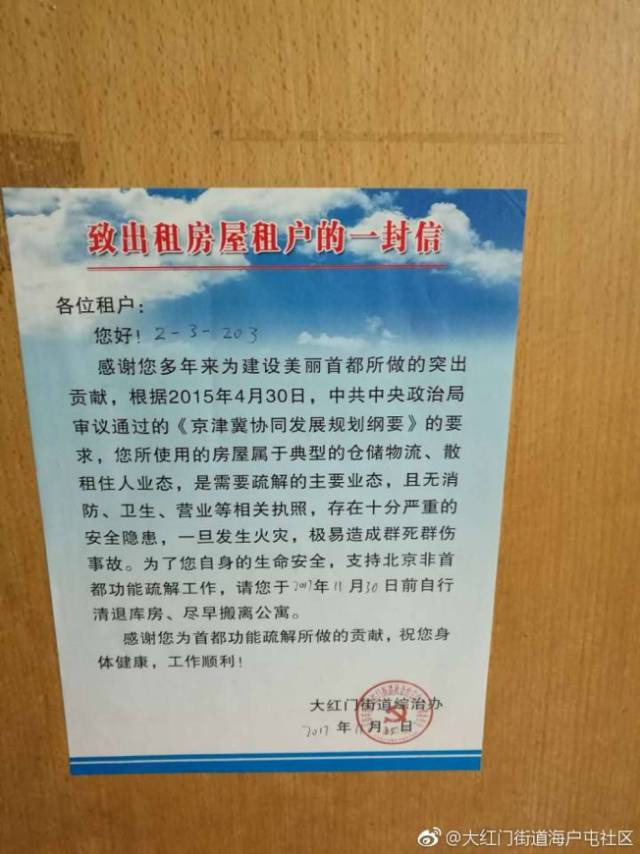 致出租房屋租户的一封信
各位租户：
您好！2-3-203
感谢您多年来为建设美丽首都所做的突出
贡献，根据2015年4月30日，中共中央政治局
审议通过的《京津冀协同发展规划纲要》的要
求，您所使用的房屋属于典型的仓储物流、散
租住人业态，是需要疏解的主要业态，且无消
防、卫生、营业等相关执照，存在十分严重的
安全隐患，一旦发生火灾，极易造成群死群伤
事故。为了您自身的生命安全，支持北京非首
都功能疏解工作，请您于2017年11月30日前自行
清退库房、尽早搬离公寓。
感谢您为首都功能疏解所做的贡献，祝您身
体健康，工作顺利！
大红门街道综治办
2017年11月 日
@大红门街道海户屯社区